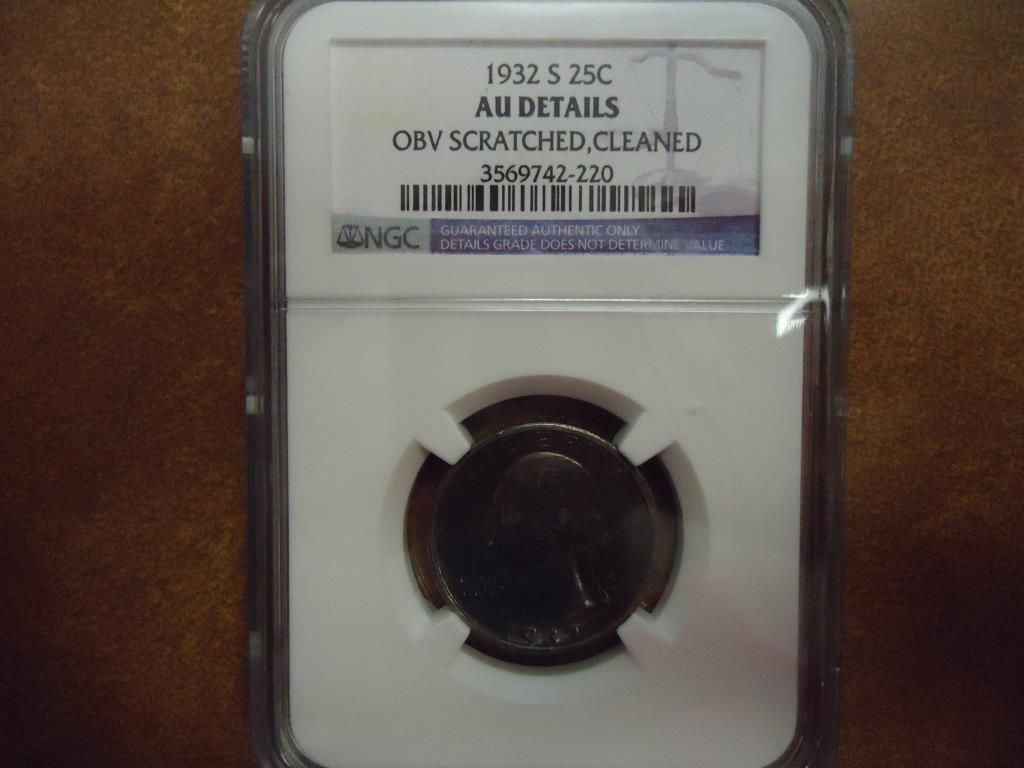 1932 S 25C
AU DETAILS
OBV SCRATCHED,CLEANED
3569742-220
NGC
GUARANTEED AUTHENTIC ONLY
DETAILS GRADE DOES NOT DETERMINE VALUE